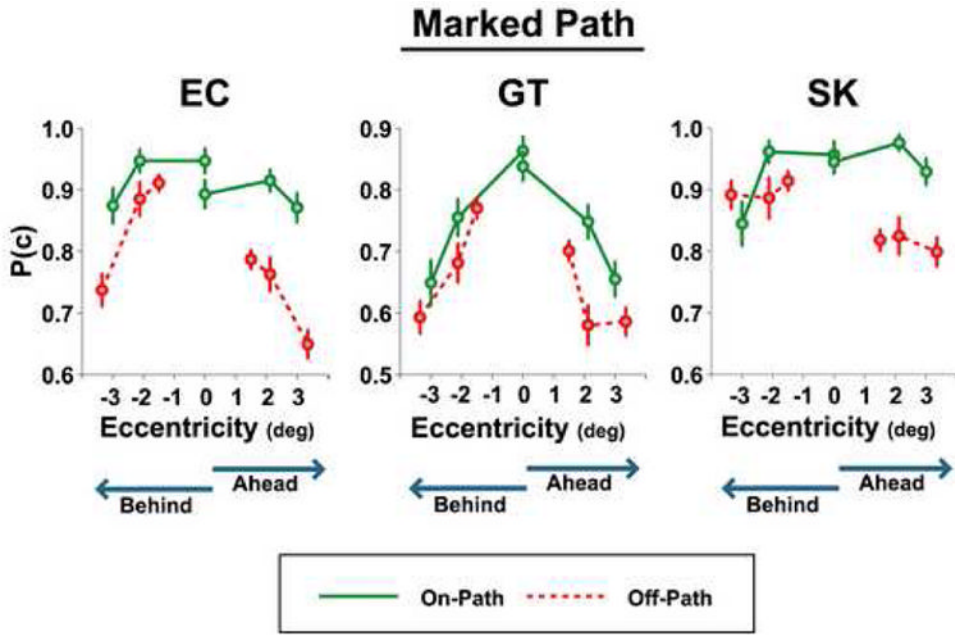 Marked Path
EC
GT
SK
P(c)
1.0
0.9
0.8
0.7
0.6
-3 -2 -1 0 1 2 3
Eccentricity (deg)
Behind
Ahead
0.9
0.8
0.7
0.6
0.5
-3 -2 -1 0 1 2 3
Eccentricity (deg)
Behind
Ahead
1.0
0.9
0.8
0.7
0.6
-3 -2 -1 0 1 2 3
Eccentricity (deg)
Behind
Ahead
On-Path
Off-Path